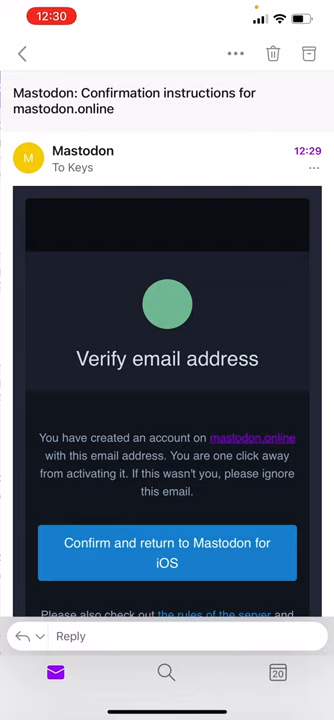 12:30
Mastodon: Confirmation instructions for
mastodon.online
M
Mastodon
12:29
To Keys
Verify email address
You have created an account on mastodon.online
with this email address. You are one click away
from activating it. If this wasn't you, please ignore
this email.
Confirm and return to Mastodon for
iOS
Please also check out the rules of the server and
Reply
20